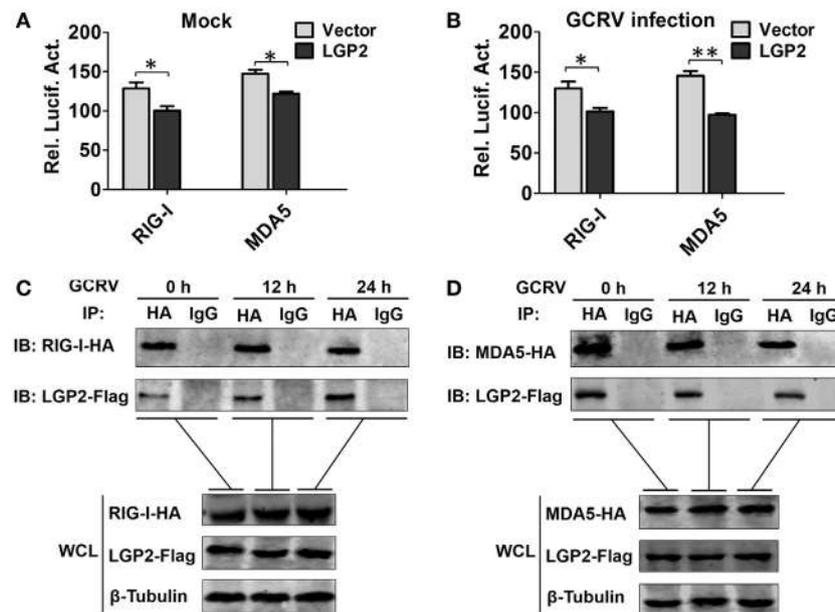 A
Mock
Vector
LGP2
Rel. Lucif. Act.
200
150
100
50
0
*
*
RIG-I
MDA5
B
GCRV infection
Vector
LGP2
Rel. Lucif. Act.
200
150
100
50
0
*
**
RIG-I
MDA5
C
GCRV 0 h 12 h 24 h
IP: HA IgG HA IgG HA IgG
IB: RIG-I-HA
IB: LGP2-Flag
WCL
RIG-I-HA
LGP2-Flag
β-Tubulin
D
GCRV 0 h 12 h 24 h
IP: HA IgG HA IgG HA IgG
IB: MDA5-HA
IB: LGP2-Flag
WCL
MDA5-HA
LGP2-Flag
β-Tubulin